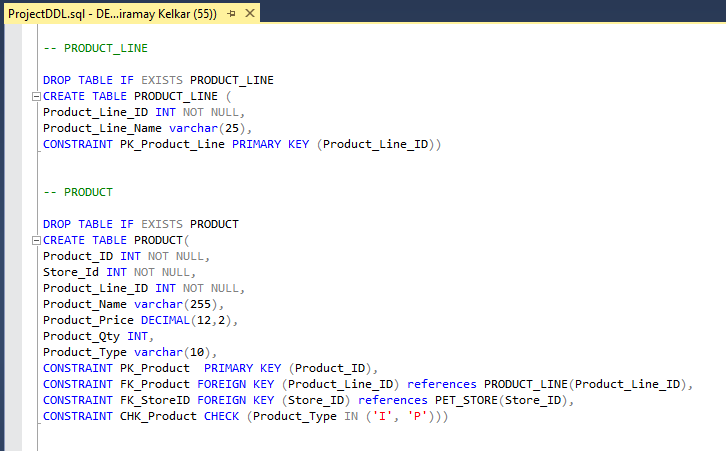 ProjectDDL.sql - DE...iramay Kelkar (55))
-- PRODUCT_LINE
DROP TABLE IF EXISTS PRODUCT_LINE
CREATE TABLE PRODUCT_LINE (
Product_Line_ID INT NOT NULL,
Product_Line_Name varchar(25),
CONSTRAINT PK_Product_Line PRIMARY KEY (Product_Line_ID))
-- PRODUCT
DROP TABLE IF EXISTS PRODUCT
CREATE TABLE PRODUCT(
Product_ID INT NOT NULL,
Store_Id INT NOT NULL,
Product_Line_ID INT NOT NULL,
Product_Name varchar(255),
Product_Price DECIMAL(12,2),
Product_Qty INT,
Product_Type varchar(10),
CONSTRAINT PK_Product  PRIMARY KEY (Product_ID),
CONSTRAINT FK_Product FOREIGN KEY (Product_Line_ID) references PRODUCT_LINE(Product_Line_ID),
CONSTRAINT FK_StoreID FOREIGN KEY (Store_ID) references PET_STORE(Store_ID),
CONSTRAINT CHK_Product CHECK (Product_Type IN ('I', 'P')))